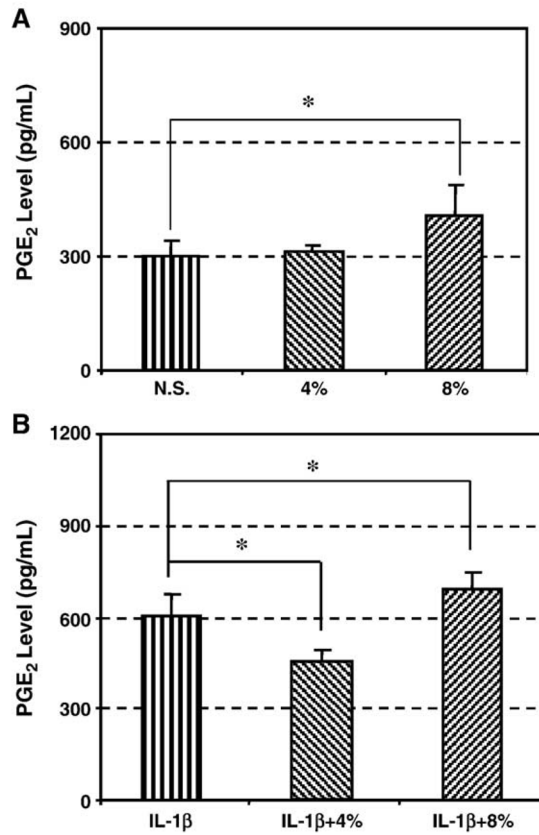 A
900
*
600
300
0
PGE2 Level (pg/mL)
N.S. 4% 8%
B
1200
*
900
*
600
300
0
PGE2 Level (pg/mL)
IL-1β IL-1β+4% IL-1β+8%